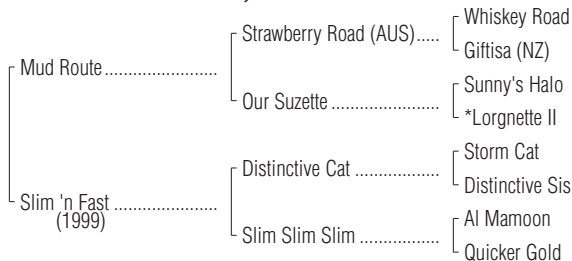 Whiskey Road
Strawberry Road (AUS).....
Giftisa (NZ)
Mud Route.......................
Sunny's Halo
Our Suzette ......................
*Lorgnette II
Storm Cat
Distinctive Cat ..................
Distinctive Sis
Slim 'n Fast .....................
(1999)
Al Mamoon
Slim Slim Slim .................
Quicker Gold